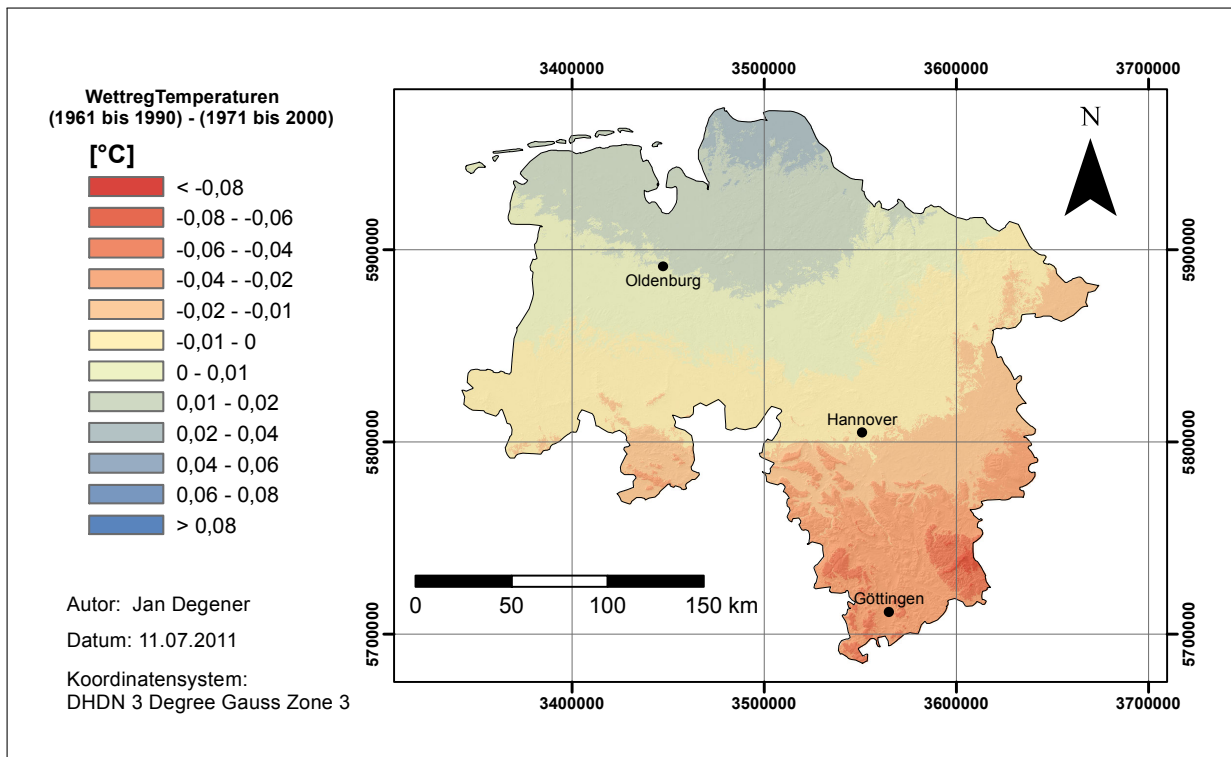 WettregTemperaturen
(1961 bis 1990) - (1971 bis 2000)
[°C]
< -0,08
-0,08 - -0,06
-0,06 - -0,04
-0,04 - -0,02
-0,02 - -0,01
-0,01 - 0
0 - 0,01
0,01 - 0,02
0,02 - 0,04
0,04 - 0,06
0,06 - 0,08
> 0,08
Autor: Jan Degener
Datum: 11.07.2011
Koordinatensystem:
DHDN 3 Degree Gauss Zone 3
3400000 3500000 3600000 3700000
N
5900000 5900000
Oldenburg
Hannover
5800000 5800000
0 50 100 150 km
Göttingen
5700000 5700000
3400000 3500000 3600000 3700000